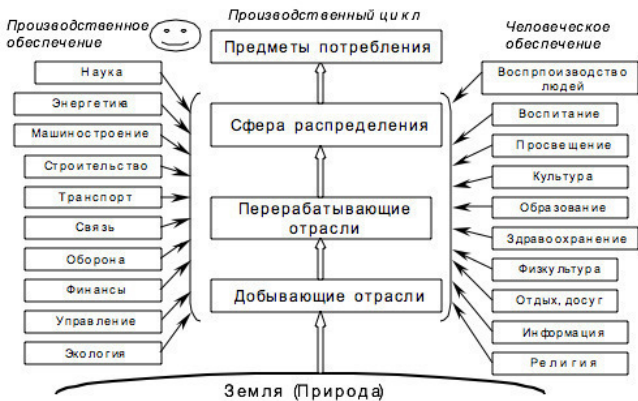 Производственное
обеспечение
Наука
Энергетика
Машиностроение
Строительство
Транспорт
Связь
Оборона
Финансы
Управление
Экология
Производственный цикл
Предметы потребления
Сфера распределения
Перерабатывающие
отрасли
Добывающие отрасли
Земля (Природа)
Человеческое
обеспечение
Воспрпоизводство
людей
Воспитание
Просвещение
Культура
Образование
Здравоохранение
Физкультура
Отдых, досуг
Информация
Религия